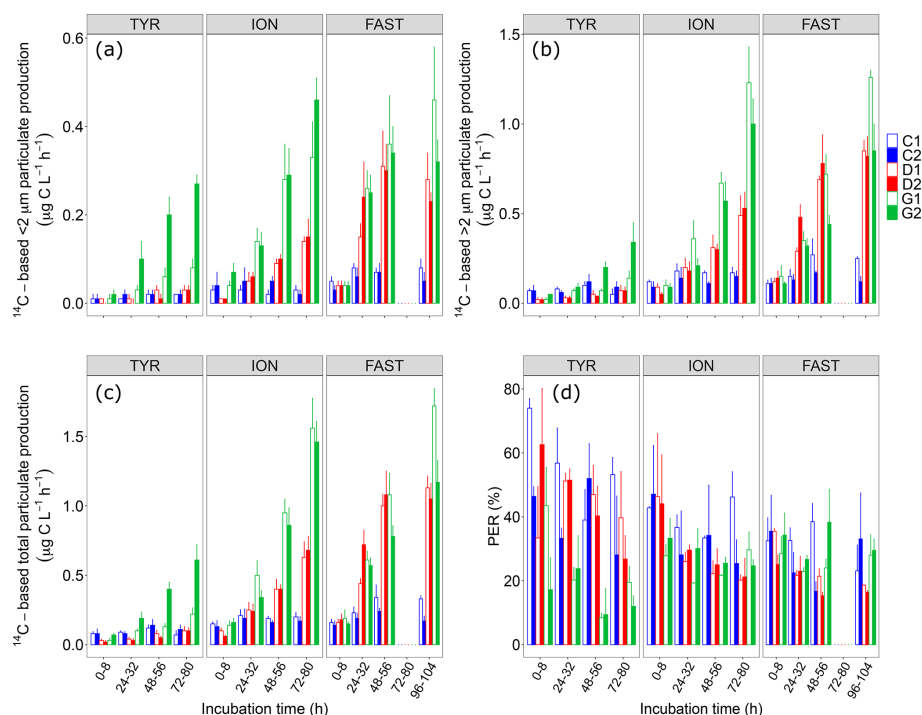 TYR ION FAST
(a)
0.6
0.4
0.2
0.0
¹⁴C – based <2 μm particulate production
(μg C L⁻¹ h⁻¹)
TYR ION FAST
(b)
1.5
1.0
0.5
0.0
¹⁴C – based >2 μm particulate production
(μg C L⁻¹ h⁻¹)
C1
C2
D1
D2
G1
G2
TYR ION FAST
(c)
1.5
1.0
0.5
0.0
¹⁴C – based total particulate production
(μg C L⁻¹ h⁻¹)
0-8 24-32 48-56 72-80 0-8 24-32 48-56 72-80 0-8 24-32 48-56 72-80 96-104
Incubation time (h)
TYR ION FAST
(d)
80
60
40
20
0
PER (%)
0-8 24-32 48-56 72-80 0-8 24-32 48-56 72-80 0-8 24-32 48-56 72-80 96-104
Incubation time (h)